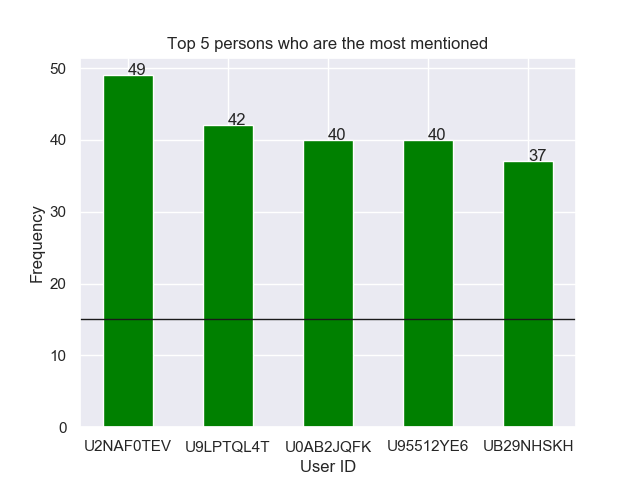 Top 5 persons who are the most mentioned
50
49
42
40
40
40
37
30
20
10
0
Frequency
U2NAF0TEV U9LPTQL4T U0AB2JQFK U95512YE6 UB29NHSKH
User ID